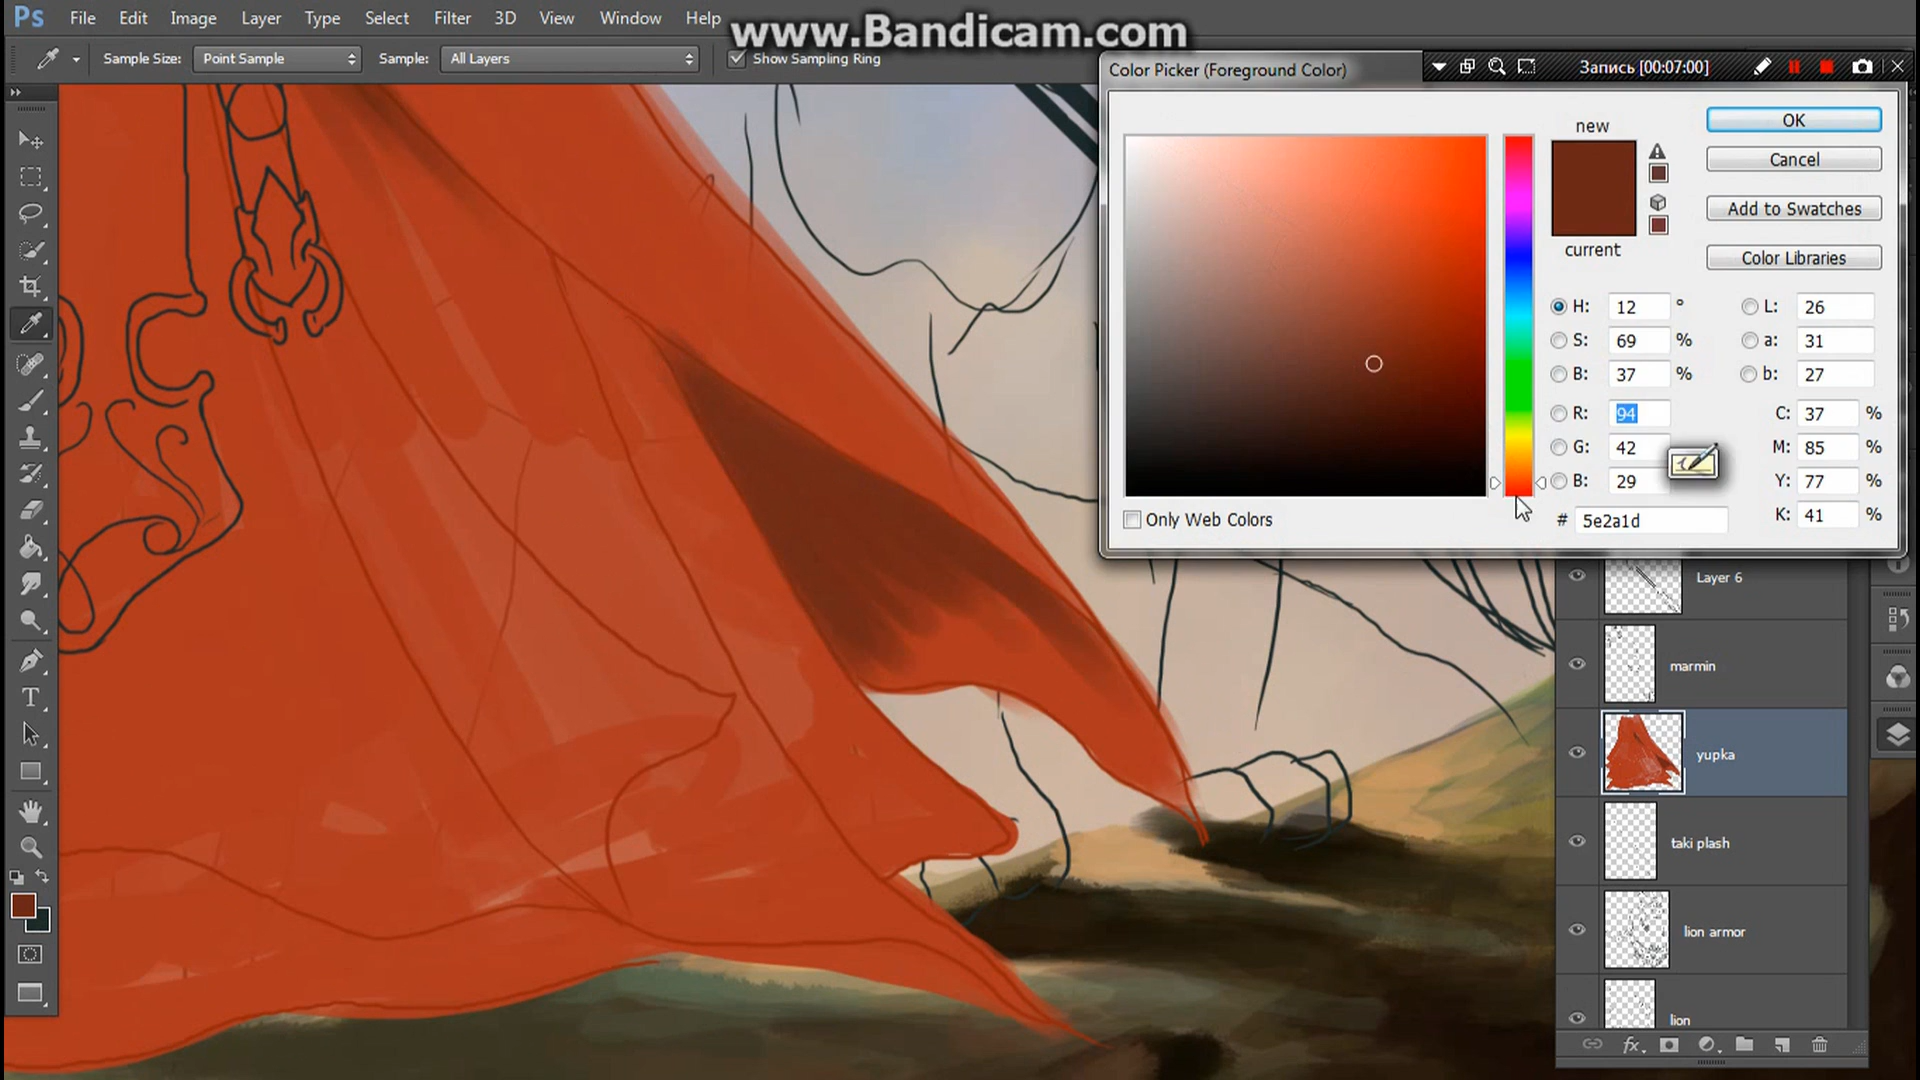 Ps File Edit Image Layer Type Select Filter 3D View Window Help
www.Bandicam.com
Sample Size: Point Sample Sample: All Layers Show Sampling Ring
Color Picker (Foreground Color)
Запись [00:07:00]
new
current
OK
Cancel
Add to Swatches
Color Libraries
H: 12 °
S: 69 %
B: 37 %
R: 94
G: 42
B: 29
L: 26
a: 31
b: 27
C: 37 %
M: 85 %
Y: 77 %
K: 41 %
Only Web Colors
# 5e2a1d
T
Layer 6
marmin
yupka
taki plash
lion armor
lion
fx